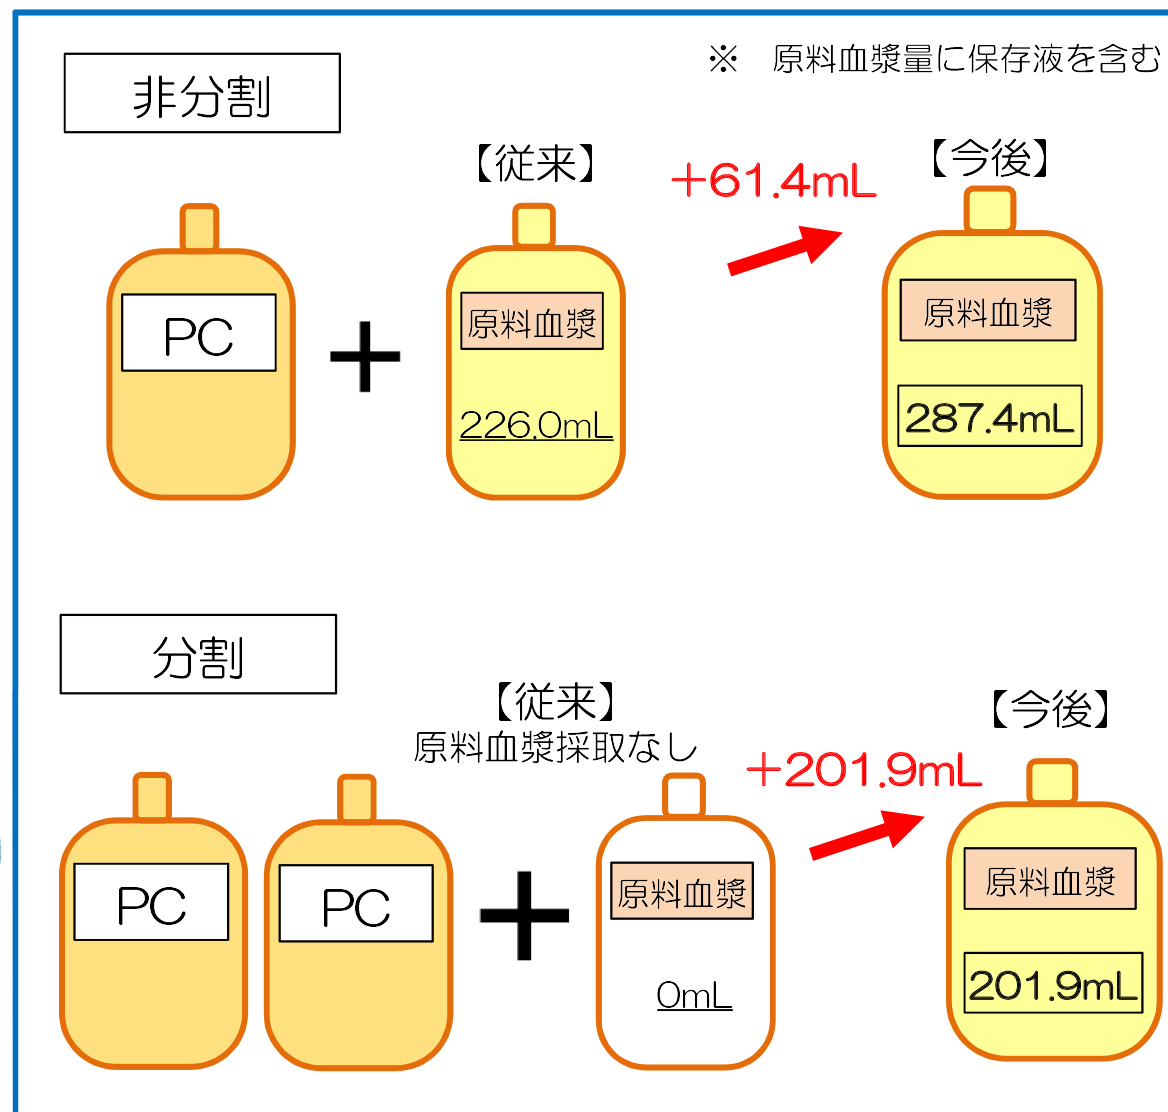 ※ 原料血漿量に保存液を含む
非分割
【従来】
+61.4mL
【今後】
PC
+
原料血漿
226.0mL
原料血漿
287.4mL
分割
【従来】
原料血漿採取なし
+201.9mL
【今後】
PC
PC
+
原料血漿
0mL
原料血漿
201.9mL